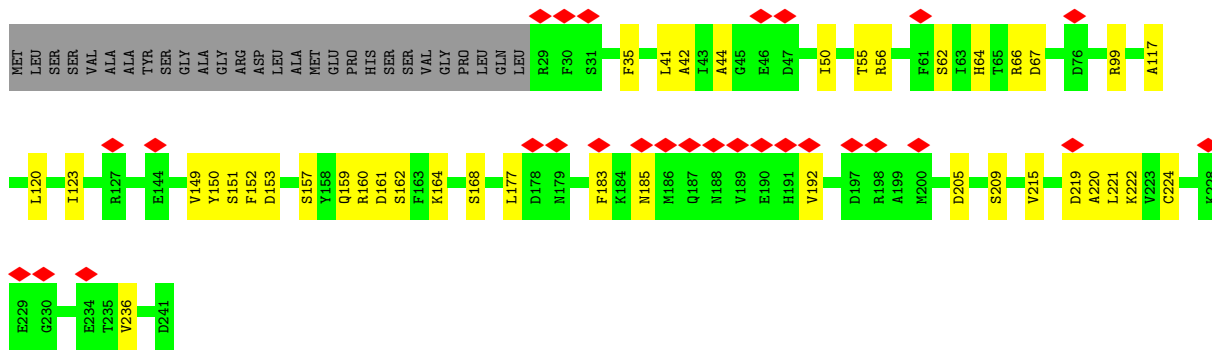 MET LEU SER SER VAL ALA ALA TYR SER GLY ALA GLY ARG ASP LEU ALA MET GLU PRO HIS SER SER VAL GLY PRO LEU GLN LEU R29 F30 S31 F35 L41 A42 I43 A44 G45 E46 D47 I50 T55 R56 F61 S62 I63 H64 T65 R66 D67 D76 R99 A117
L120 I123 R127 E144 V149 Y150 S151 F152 D153 S157 Y158 Q159 R160 D161 S162 F163 K164 S168 L177 D178 N179 F183 K184 N185 M186 Q187 N188 V189 E190 H191 V192 D197 R198 A199 M200 D205 S209 V215 D219 A220 L221 K222 V223 C224 K228
E229 G230 E234 T235 V236 D241